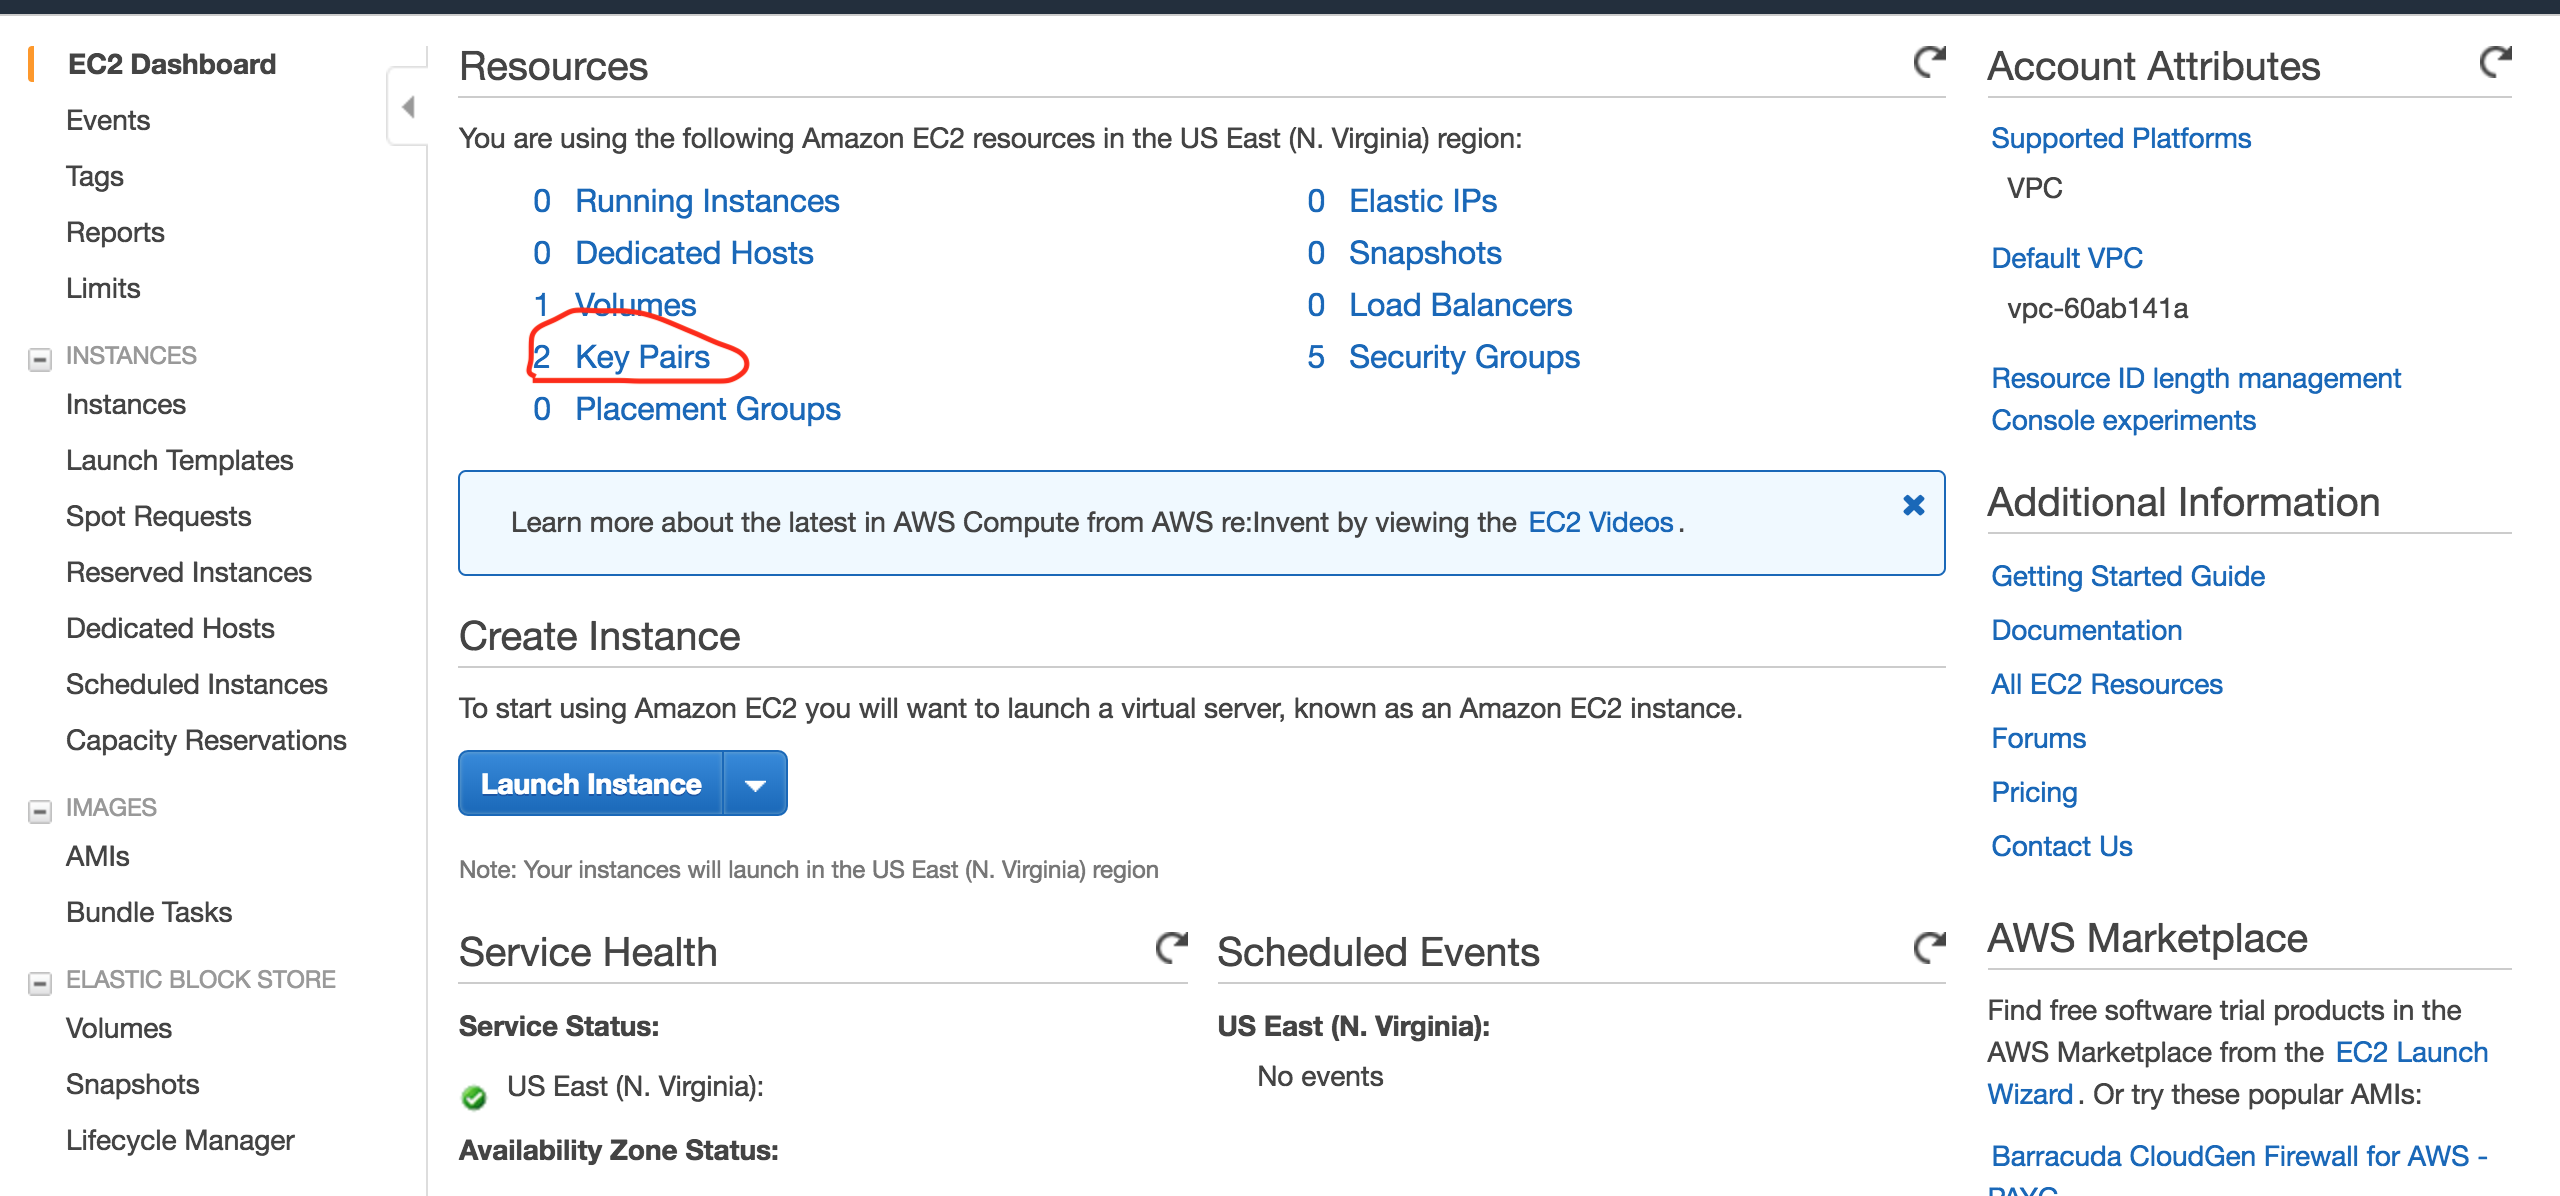 EC2 Dashboard
Events
Tags
Reports
Limits
INSTANCES
Instances
Launch Templates
Spot Requests
Reserved Instances
Dedicated Hosts
Scheduled Instances
Capacity Reservations
IMAGES
AMIs
Bundle Tasks
ELASTIC BLOCK STORE
Volumes
Snapshots
Lifecycle Manager
Resources
You are using the following Amazon EC2 resources in the US East (N. Virginia) region:
0 Running Instances
0 Dedicated Hosts
1 Volumes
2 Key Pairs
0 Placement Groups
0 Elastic IPs
0 Snapshots
0 Load Balancers
5 Security Groups
Learn more about the latest in AWS Compute from AWS re:Invent by viewing the EC2 Videos.
Create Instance
To start using Amazon EC2 you will want to launch a virtual server, known as an Amazon EC2 instance.
Launch Instance
Note: Your instances will launch in the US East (N. Virginia) region
Service Health
Service Status:
US East (N. Virginia):
Availability Zone Status:
Scheduled Events
US East (N. Virginia):
No events
Account Attributes
Supported Platforms
VPC
Default VPC
vpc-60ab141a
Resource ID length management
Console experiments
Additional Information
Getting Started Guide
Documentation
All EC2 Resources
Forums
Pricing
Contact Us
AWS Marketplace
Find free software trial products in the
AWS Marketplace from the EC2 Launch
Wizard. Or try these popular AMIs:
Barracuda CloudGen Firewall for AWS -
PAYG